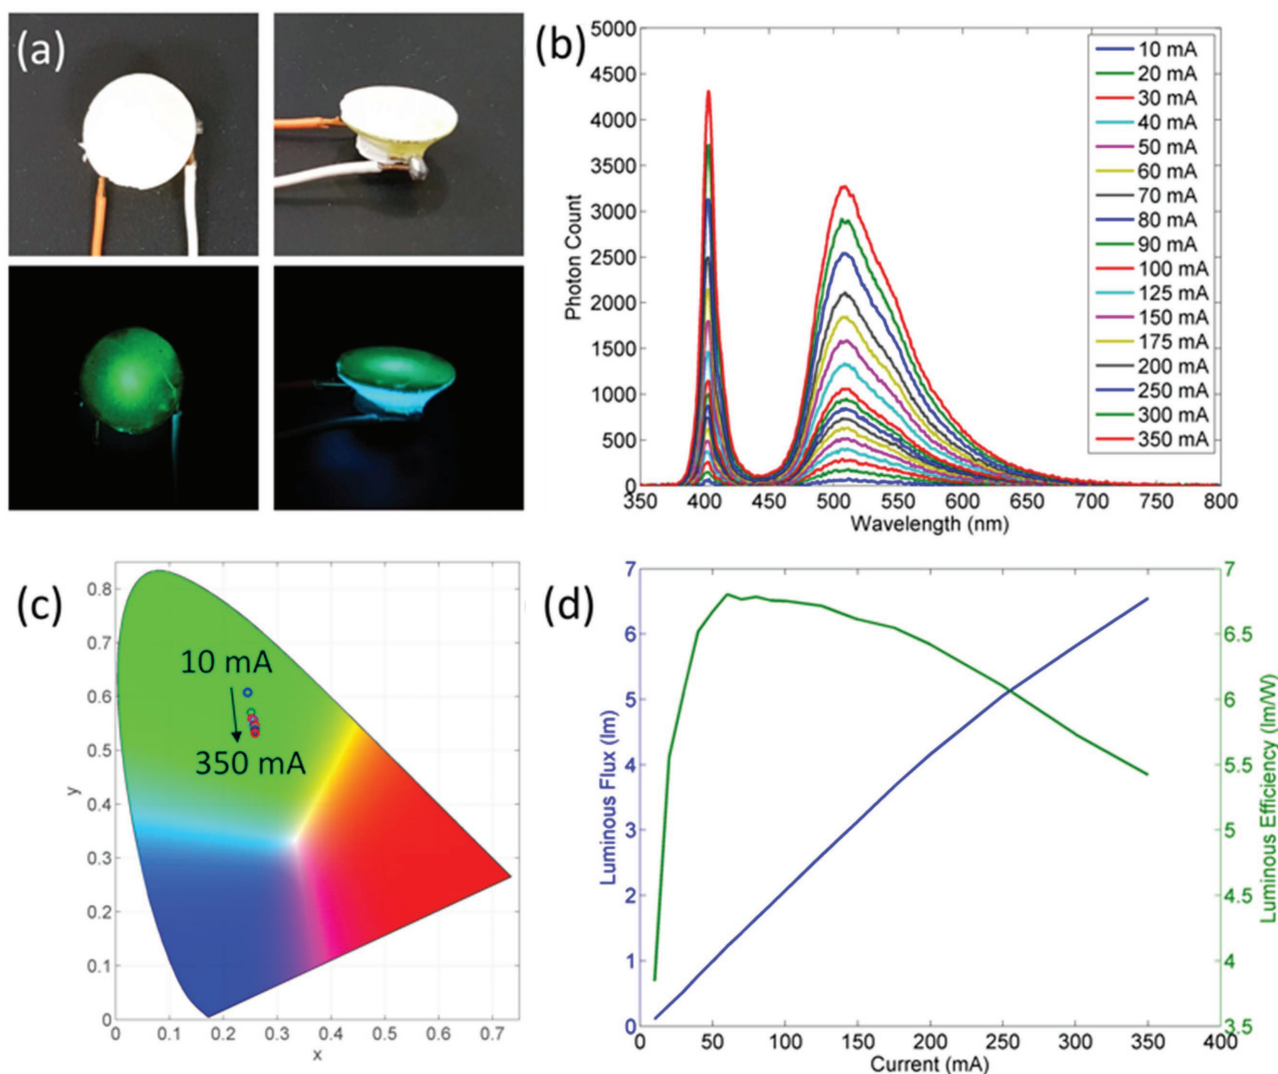 (a)
(b)
Photon Count
5000
4500
4000
3500
3000
2500
2000
1500
1000
500
0
350 400 450 500 550 600 650 700 750 800
Wavelength (nm)
10 mA
20 mA
30 mA
40 mA
50 mA
60 mA
70 mA
80 mA
90 mA
100 mA
125 mA
150 mA
175 mA
200 mA
250 mA
300 mA
350 mA
(c)
y
0.8
0.7
0.6
0.5
0.4
0.3
0.2
0.1
0
10 mA
350 mA
0 0.1 0.2 0.3 0.4 0.5 0.6 0.7
x
(d)
Luminous Flux (lm)
7
6
5
4
3
2
1
0
0 50 100 150 200 250 300 350 400
Current (mA)
7
6.5
6
5.5
5
4.5
4
3.5
Luminous Efficiency (lm/W)